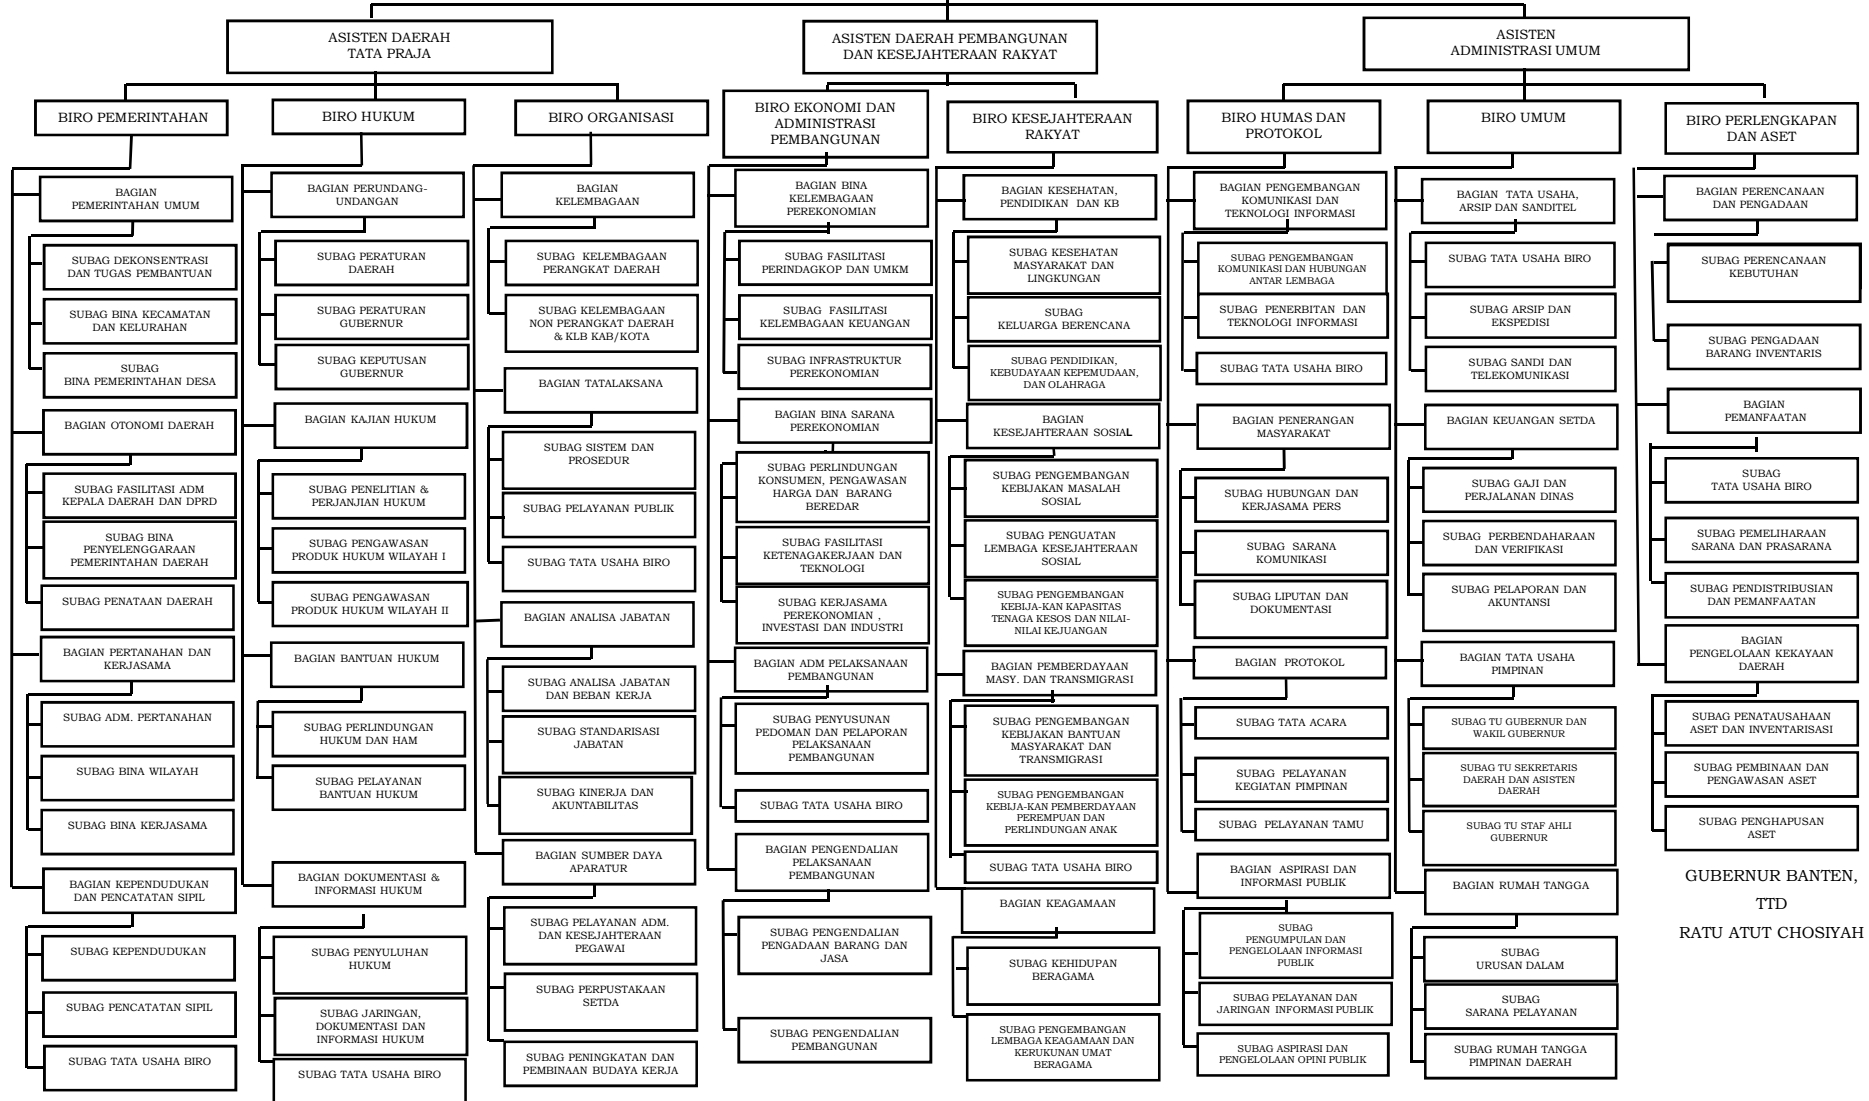 ASISTEN DAERAH
TATA PRAJA
ASISTEN DAERAH PEMBANGUNAN
DAN KESEJAHTERAAN RAKYAT
ASISTEN
ADMINISTRASI UMUM
BIRO PEMERINTAHAN
BIRO HUKUM
BIRO ORGANISASI
BIRO EKONOMI DAN
ADMINISTRASI
PEMBANGUNAN
BIRO KESEJAHTERAAN
RAKYAT
BIRO HUMAS DAN
PROTOKOL
BIRO UMUM
BIRO PERLENGKAPAN
DAN ASET
BAGIAN
PEMERINTAHAN UMUM
SUBAG DEKONSENTRASI
DAN TUGAS PEMBANTUAN
SUBAG BINA KECAMATAN
DAN KELURAHAN
SUBAG
BINA PEMERINTAHAN DESA
BAGIAN OTONOMI DAERAH
SUBAG FASILITASI ADM
KEPALA DAERAH DAN DPRD
SUBAG BINA
PENYELENGGARAAN
PEMERINTAHAN DAERAH
SUBAG PENATAAN DAERAH
BAGIAN PERTANAHAN DAN
KERJASAMA
SUBAG ADM. PERTANAHAN
SUBAG BINA WILAYAH
SUBAG BINA KERJASAMA
BAGIAN KEPENDUDUKAN
DAN PENCATATAN SIPIL
SUBAG KEPENDUDUKAN
SUBAG PENCATATAN SIPIL
SUBAG TATA USAHA BIRO
BAGIAN PERUNDANG-
UNDANGAN
SUBAG PERATURAN
DAERAH
SUBAG PERATURAN
GUBERNUR
SUBAG KEPUTUSAN
GUBERNUR
BAGIAN KAJIAN HUKUM
SUBAG PENELITIAN &
PERJANJIAN HUKUM
SUBAG PENGAWASAN
PRODUK HUKUM WILAYAH I
SUBAG PENGAWASAN
PRODUK HUKUM WILAYAH II
BAGIAN BANTUAN HUKUM
SUBAG PERLINDUNGAN
HUKUM DAN HAM
SUBAG PELAYANAN
BANTUAN HUKUM
BAGIAN DOKUMENTASI &
INFORMASI HUKUM
SUBAG PENYULUHAN
HUKUM
SUBAG JARINGAN,
DOKUMENTASI DAN
INFORMASI HUKUM
SUBAG TATA USAHA BIRO
BAGIAN
KELEMBAGAAN
SUBAG KELEMBAGAAN
PERANGKAT DAERAH
SUBAG KELEMBAGAAN
NON PERANGKAT DAERAH
& KLB KAB/KOTA
BAGIAN TATALAKSANA
SUBAG SISTEM DAN
PROSEDUR
SUBAG PELAYANAN PUBLIK
SUBAG TATA USAHA BIRO
BAGIAN ANALISA JABATAN
SUBAG ANALISA JABATAN
DAN BEBAN KERJA
SUBAG STANDARISASI
JABATAN
SUBAG KINERJA DAN
AKUNTABILITAS
BAGIAN SUMBER DAYA
APARATUR
SUBAG PELAYANAN ADM.
DAN KESEJAHTERAAN
PEGAWAI
SUBAG PERPUSTAKAAN
SETDA
SUBAG PENINGKATAN DAN
PEMBINAAN BUDAYA KERJA
BAGIAN BINA
KELEMBAGAAN
PEREKONOMIAN
SUBAG FASILITASI
PERINDAGKOP DAN UMKM
SUBAG FASILITASI
KELEMBAGAAN KEUANGAN
SUBAG INFRASTRUKTUR
PEREKONOMIAN
BAGIAN BINA SARANA
PEREKONOMIAN
SUBAG PERLINDUNGAN
KONSUMEN, PENGAWASAN
HARGA DAN BARANG
BEREDAR
SUBAG FASILITASI
KETENAGAKERJAAN DAN
TEKNOLOGI
SUBAG KERJASAMA
PEREKONOMIAN ,
INVESTASI DAN INDUSTRI
BAGIAN ADM PELAKSANAAN
PEMBANGUNAN
SUBAG PENYUSUNAN
PEDOMAN DAN PELAPORAN
PELAKSANAAN
PEMBANGUNAN
SUBAG TATA USAHA BIRO
BAGIAN PENGENDALIAN
PELAKSANAAN
PEMBANGUNAN
SUBAG PENGENDALIAN
PENGADAAN BARANG DAN
JASA
SUBAG PENGENDALIAN
PEMBANGUNAN
BAGIAN KESEHATAN,
PENDIDIKAN DAN KB
SUBAG KESEHATAN
MASYARAKAT DAN
LINGKUNGAN
SUBAG
KELUARGA BERENCANA
SUBAG PENDIDIKAN,
KEBUDAYAAN KEPEMUDAAN,
DAN OLAHRAGA
BAGIAN
KESEJAHTERAAN SOSIAL
SUBAG PENGEMBANGAN
KEBIJAKAN MASALAH
SOSIAL
SUBAG PENGUATAN
LEMBAGA KESEJAHTERAAN
SOSIAL
SUBAG PENGEMBANGAN
KEBIJA-KAN KAPASITAS
TENAGA KESOS DAN NILAI-
NILAI KEJUANGAN
BAGIAN PEMBERDAYAAN
MASY. DAN TRANSMIGRASI
SUBAG PENGEMBANGAN
KEBIJAKAN BANTUAN
MASYARAKAT DAN
TRANSMIGRASI
SUBAG PENGEMBANGAN
KEBIJA-KAN PEMBERDAYAAN
PEREMPUAN DAN
PERLINDUNGAN ANAK
SUBAG TATA USAHA BIRO
BAGIAN KEAGAMAAN
SUBAG KEHIDUPAN
BERAGAMA
SUBAG PENGEMBANGAN
LEMBAGA KEAGAMAAN DAN
KERUKUNAN UMAT
BERAGAMA
BAGIAN PENGEMBANGAN
KOMUNIKASI DAN
TEKNOLOGI INFORMASI
SUBAG PENGEMBANGAN
KOMUNIKASI DAN HUBUNGAN
ANTAR LEMBAGA
SUBAG PENERBITAN DAN
TEKNOLOGI INFORMASI
SUBAG TATA USAHA BIRO
BAGIAN PENERANGAN
MASYARAKAT
SUBAG HUBUNGAN DAN
KERJASAMA PERS
SUBAG SARANA
KOMUNIKASI
SUBAG LIPUTAN DAN
DOKUMENTASI
BAGIAN PROTOKOL
SUBAG TATA ACARA
SUBAG PELAYANAN
KEGIATAN PIMPINAN
SUBAG PELAYANAN TAMU
BAGIAN ASPIRASI DAN
INFORMASI PUBLIK
SUBAG
PENGUMPULAN DAN
PENGELOLAAN INFORMASI
PUBLIK
SUBAG PELAYANAN DAN
JARINGAN INFORMASI PUBLIK
SUBAG ASPIRASI DAN
PENGELOLAAN OPINI PUBLIK
BAGIAN TATA USAHA,
ARSIP DAN SANDITEL
SUBAG TATA USAHA BIRO
SUBAG ARSIP DAN
EKSPEDISI
SUBAG SANDI DAN
TELEKOMUNIKASI
BAGIAN KEUANGAN SETDA
SUBAG GAJI DAN
PERJALANAN DINAS
SUBAG PERBENDAHARAAN
DAN VERIFIKASI
SUBAG PELAPORAN DAN
AKUNTANSI
BAGIAN TATA USAHA
PIMPINAN
SUBAG TU GUBERNUR DAN
WAKIL GUBERNUR
SUBAG TU SEKRETARIS
DAERAH DAN ASISTEN
DAERAH
SUBAG TU STAF AHLI
GUBERNUR
BAGIAN RUMAH TANGGA
SUBAG
URUSAN DALAM
SUBAG
SARANA PELAYANAN
SUBAG RUMAH TANGGA
PIMPINAN DAERAH
BAGIAN PERENCANAAN
DAN PENGADAAN
SUBAG PERENCANAAN
KEBUTUHAN
SUBAG PENGADAAN
BARANG INVENTARIS
BAGIAN
PEMANFAATAN
SUBAG
TATA USAHA BIRO
SUBAG PEMELIHARAAN
SARANA DAN PRASARANA
SUBAG PENDISTRIBUSIAN
DAN PEMANFAATAN
BAGIAN
PENGELOLAAN KEKAYAAN
DAERAH
SUBAG PENATAUSAHAAN
ASET DAN INVENTARISASI
SUBAG PEMBINAAN DAN
PENGAWASAN ASET
SUBAG PENGHAPUSAN
ASET
GUBERNUR BANTEN,
TTD
RATU ATUT CHOSIYAH